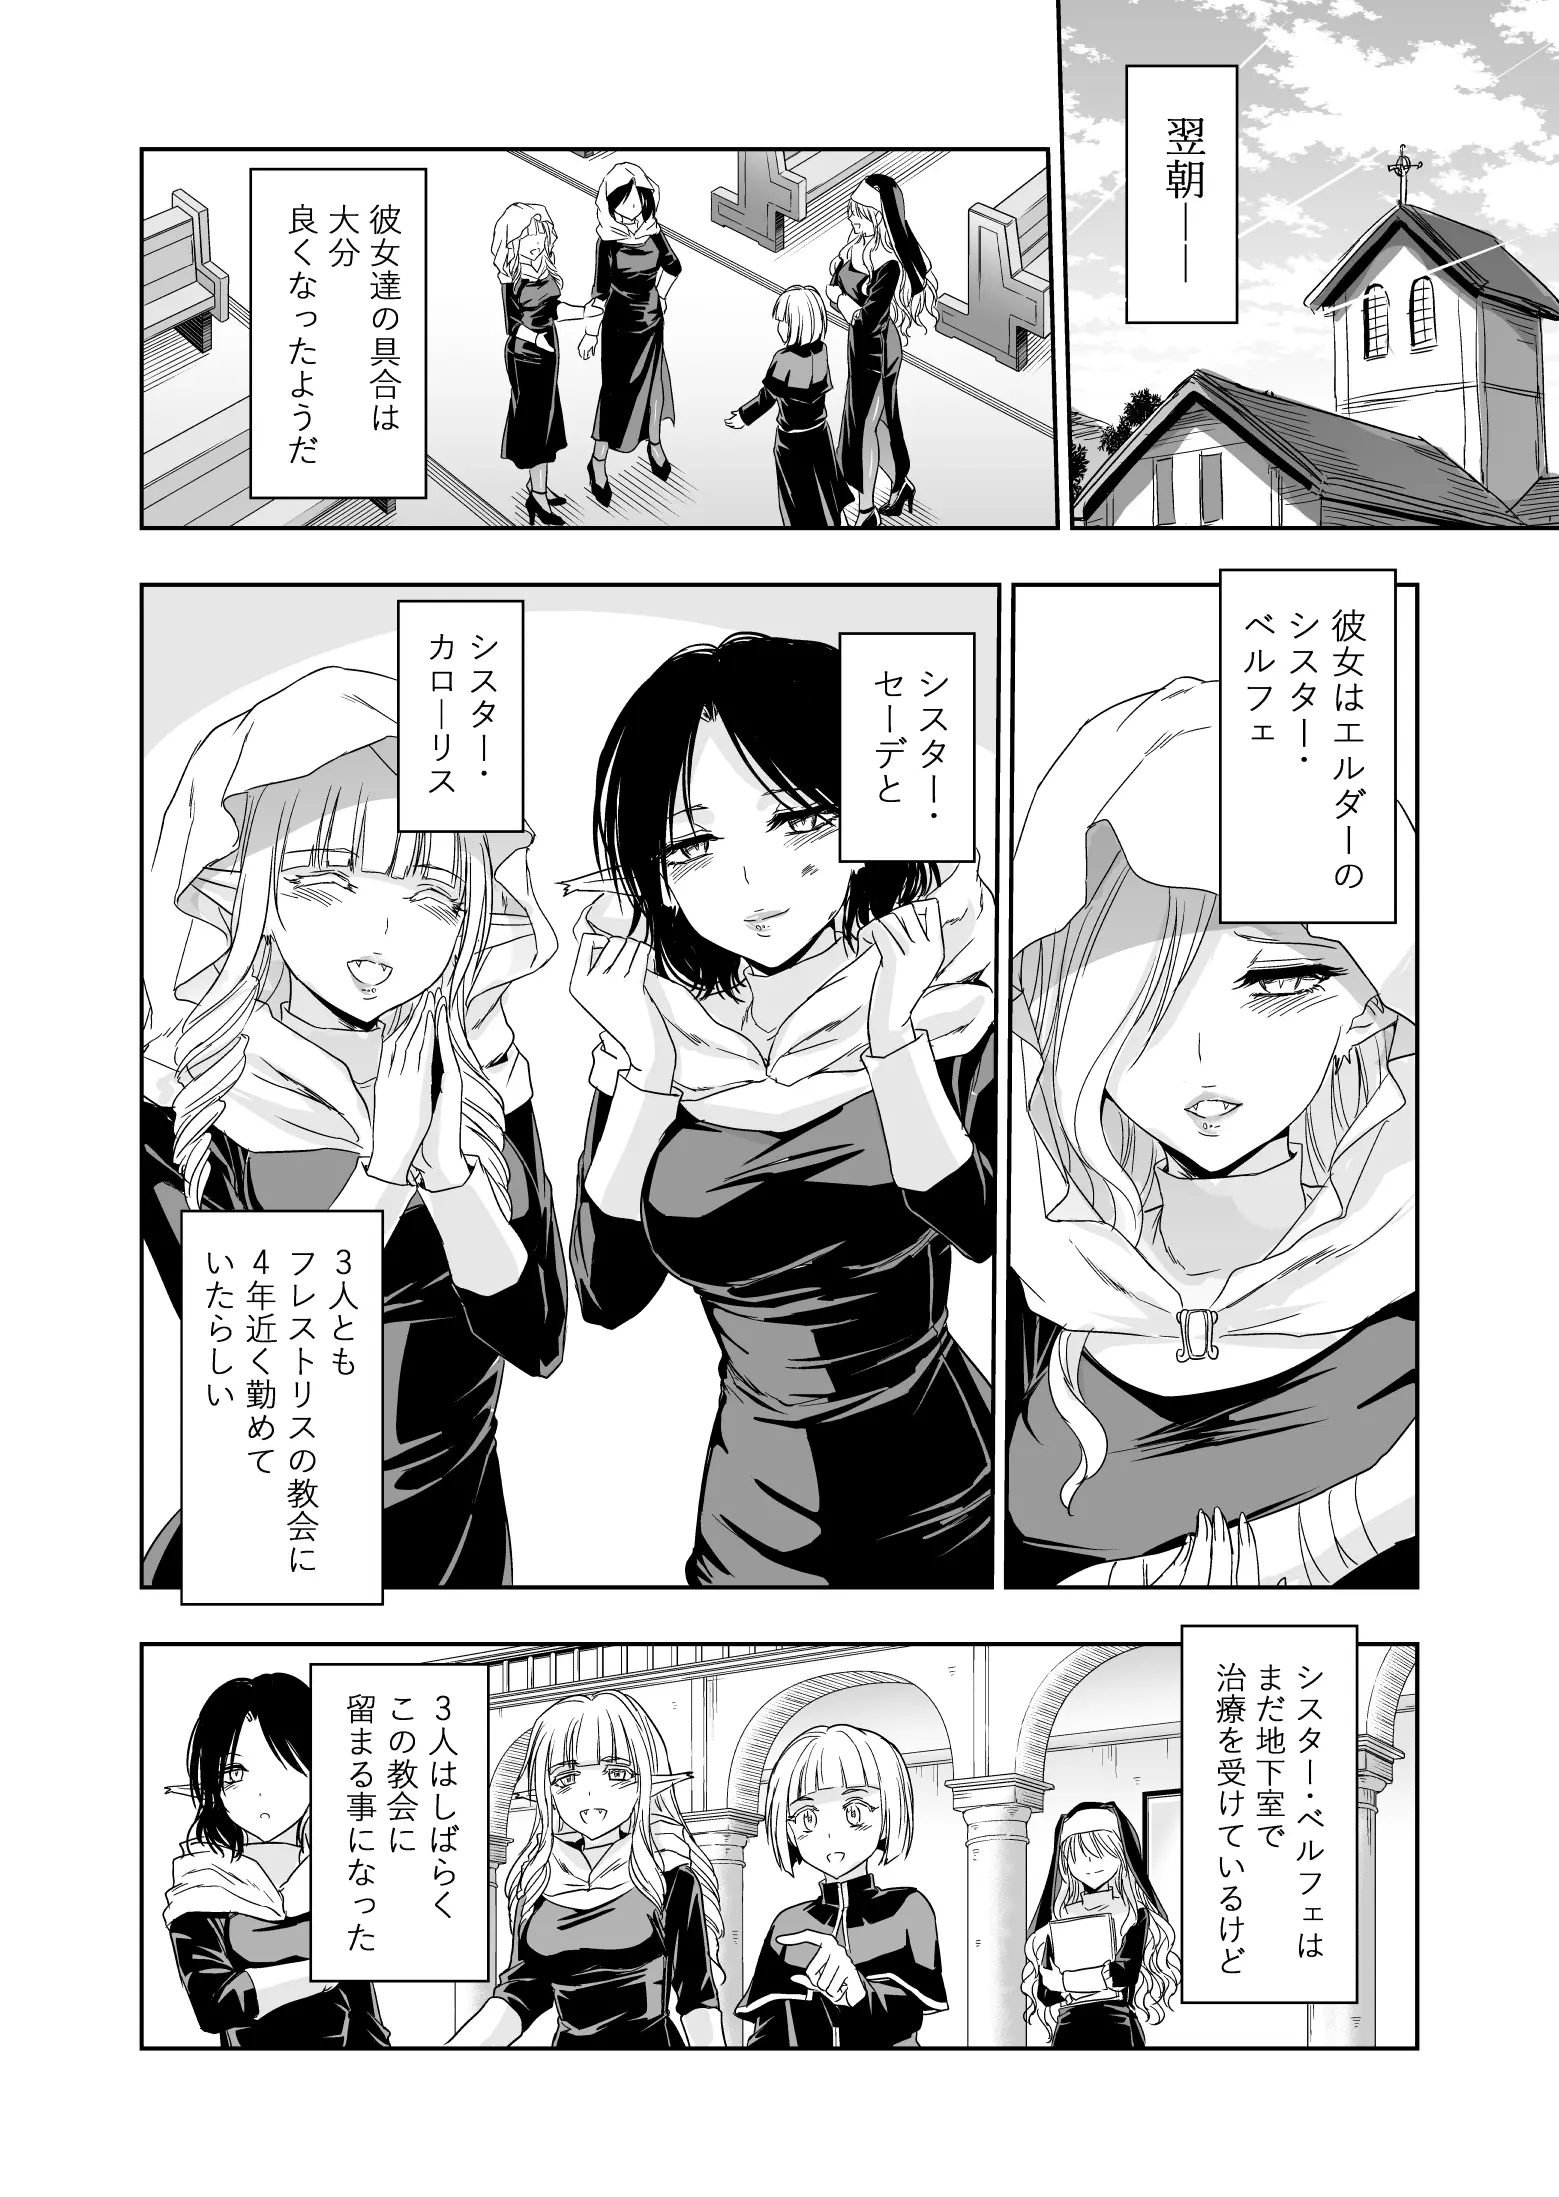 翌朝――
彼女達の具合は
大分
良くなったようだ
彼女はエルダーの
シスター・
ベルフェ
シスター・
セーデと
シスター・
カローリス
3人とも
フレストリスの教会に
4年近く勤めて
いたらしい
シスター・ベルフェは
まだ地下室で
治療を受けているけど
3人はしばらく
この教会に
留まる事になった